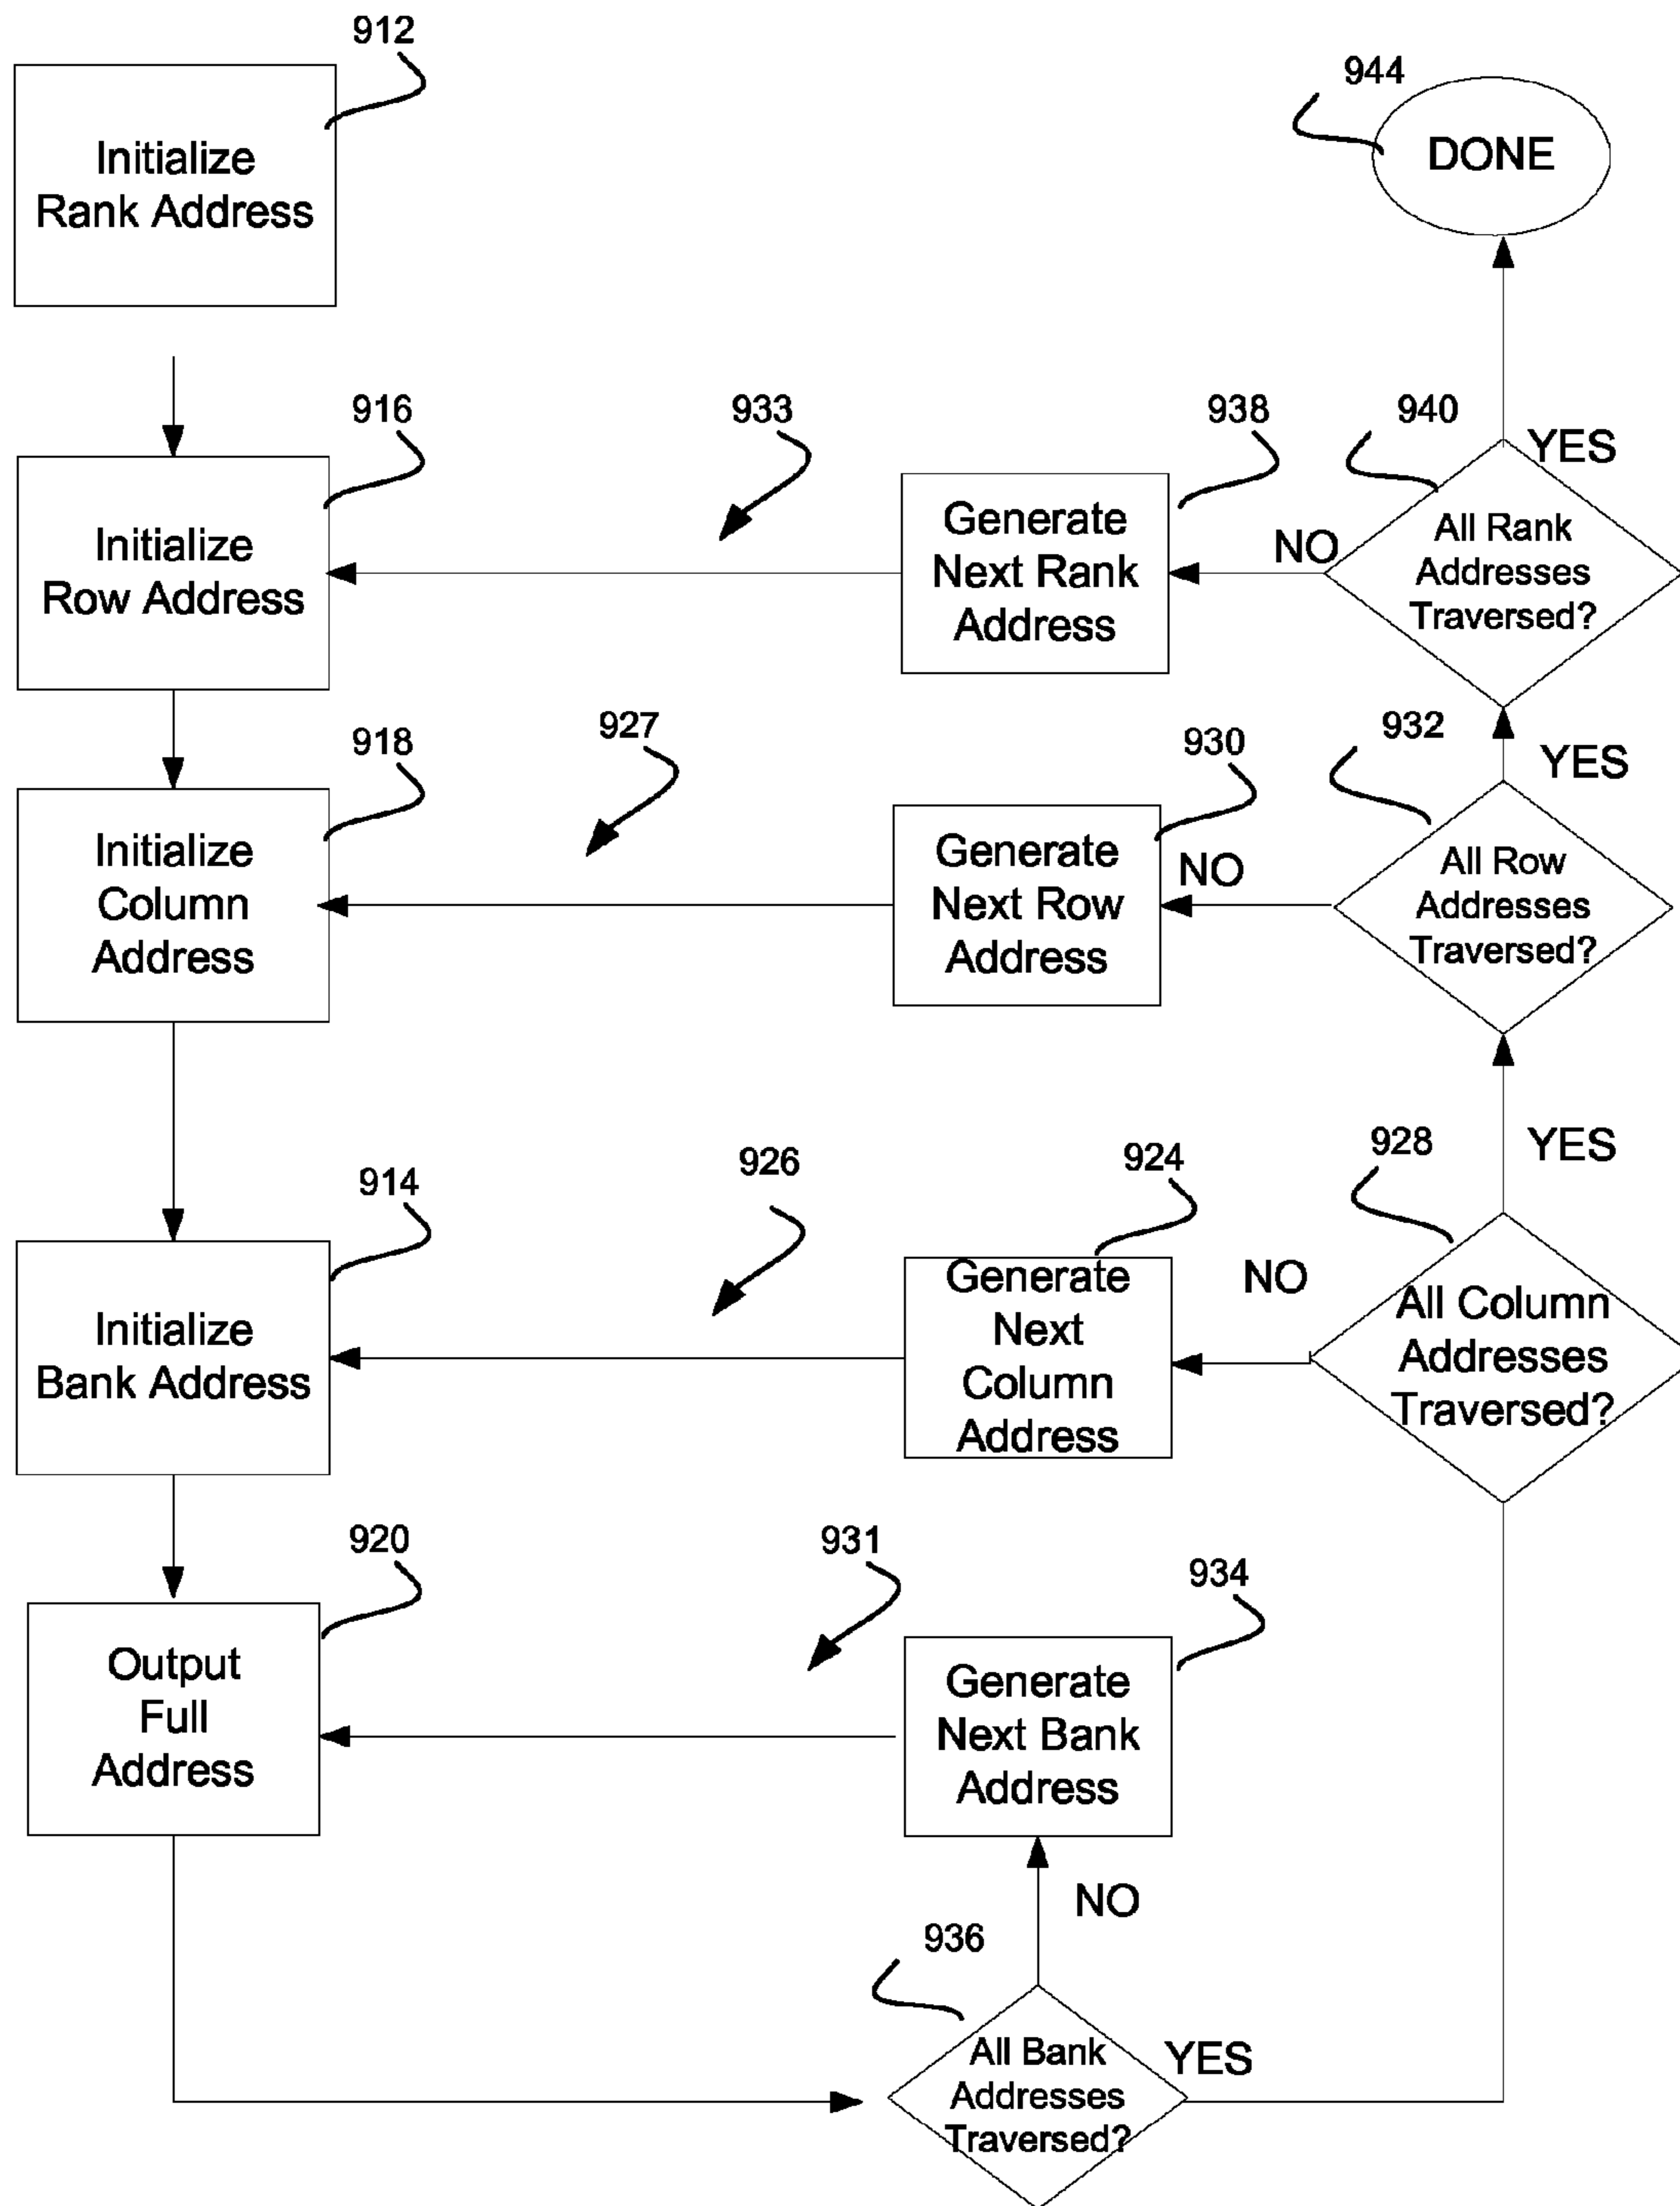 912
Initialize
Rank Address
944
DONE
916
Initialize
Row Address
933
938
Generate
Next Rank
Address
940
YES
NO
All Rank
Addresses
Traversed?
918
Initialize
Column
Address
927
930
Generate
Next Row
Address
932
YES
NO
All Row
Addresses
Traversed?
914
Initialize
Bank Address
926
924
Generate
Next
Column
Address
928
YES
NO
All Column
Addresses
Traversed?
920
Output
Full
Address
931
934
Generate
Next Bank
Address
NO
936
All Bank
Addresses
Traversed?
YES